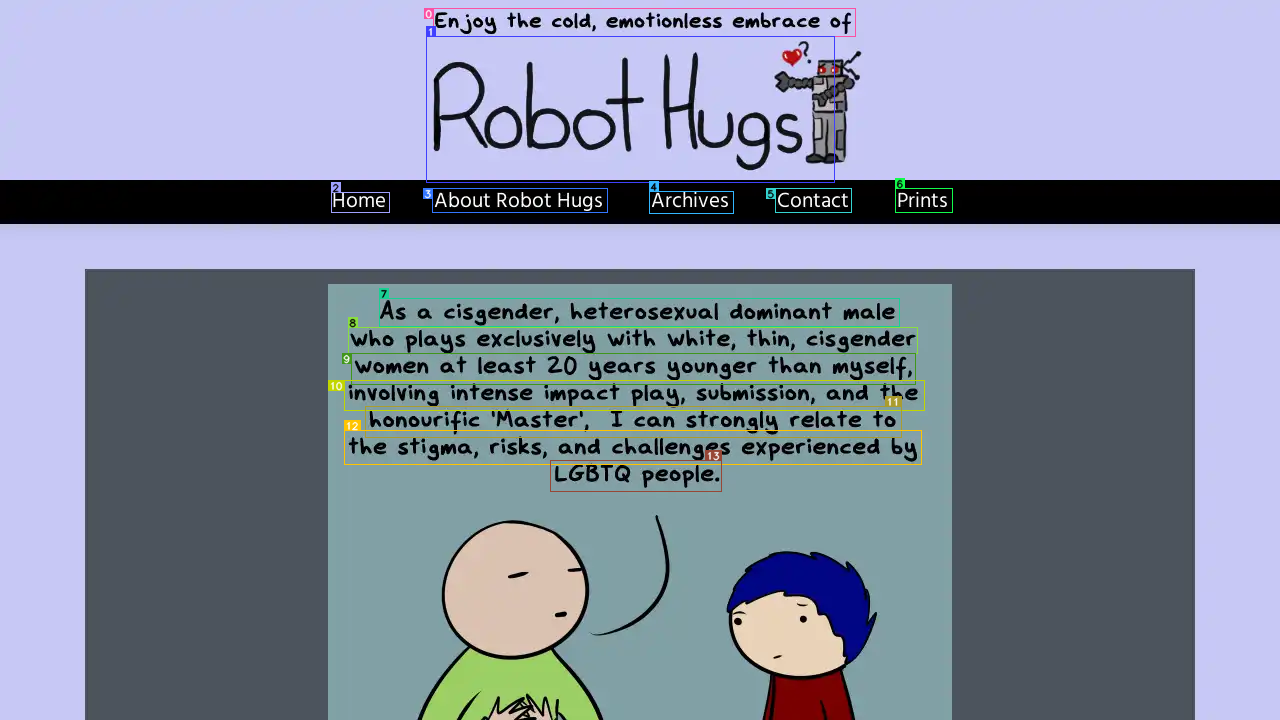 Enjoy the cold, emotionless embrace of
Robot Hugs
?
Home About Robot Hugs Archives Contact Prints
As a cisgender, heterosexual dominant male
who plays exclusively with white, thin, cisgender
women at least 20 years younger than myself,
involving intense impact play, submission, and the
honourific 'Master', I can strongly relate to
the stigma, risks, and challenges experienced by
LGBTQ people.